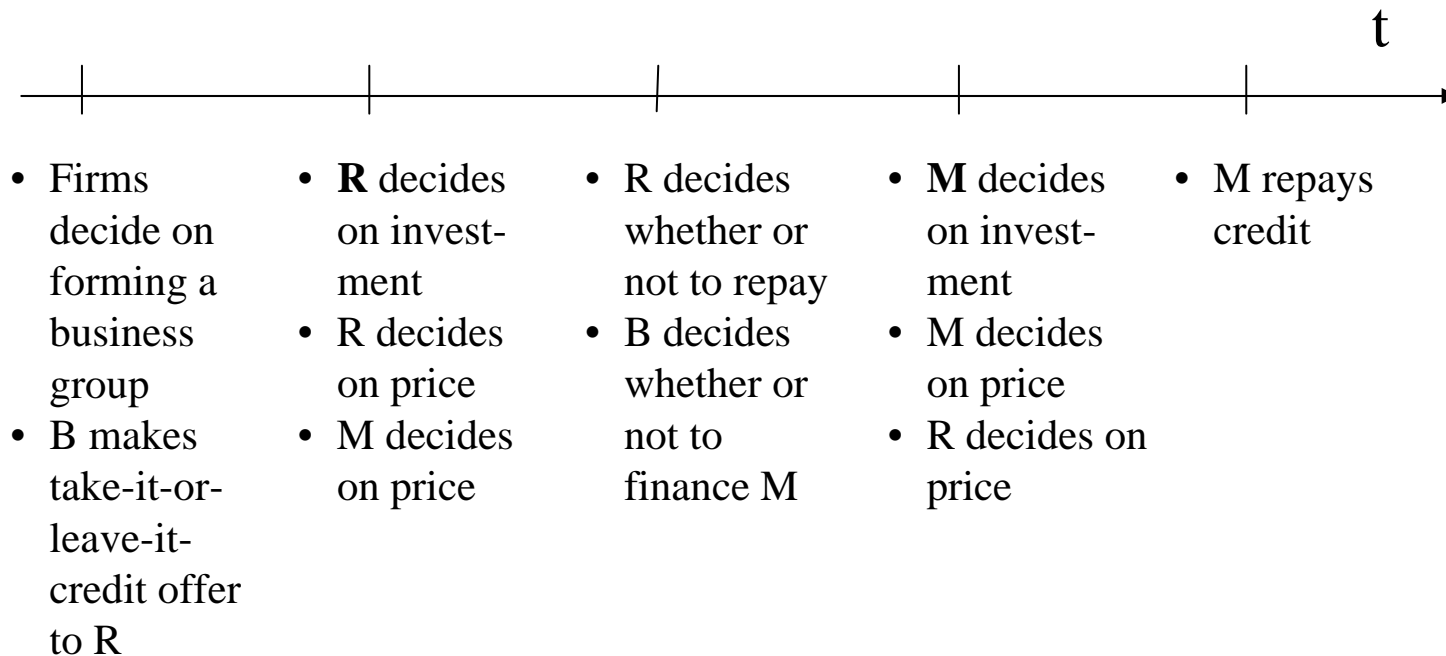 t
• Firms
decide on
forming a
business
group
• B makes
take-it-or-
leave-it-
credit offer
to R
• R decides
on invest-
ment
• R decides
on price
• M decides
on price
• R decides
whether or
not to repay
• B decides
whether or
not to
finance M
• M decides
on invest-
ment
• M decides
on price
• R decides on
price
• M repays
credit